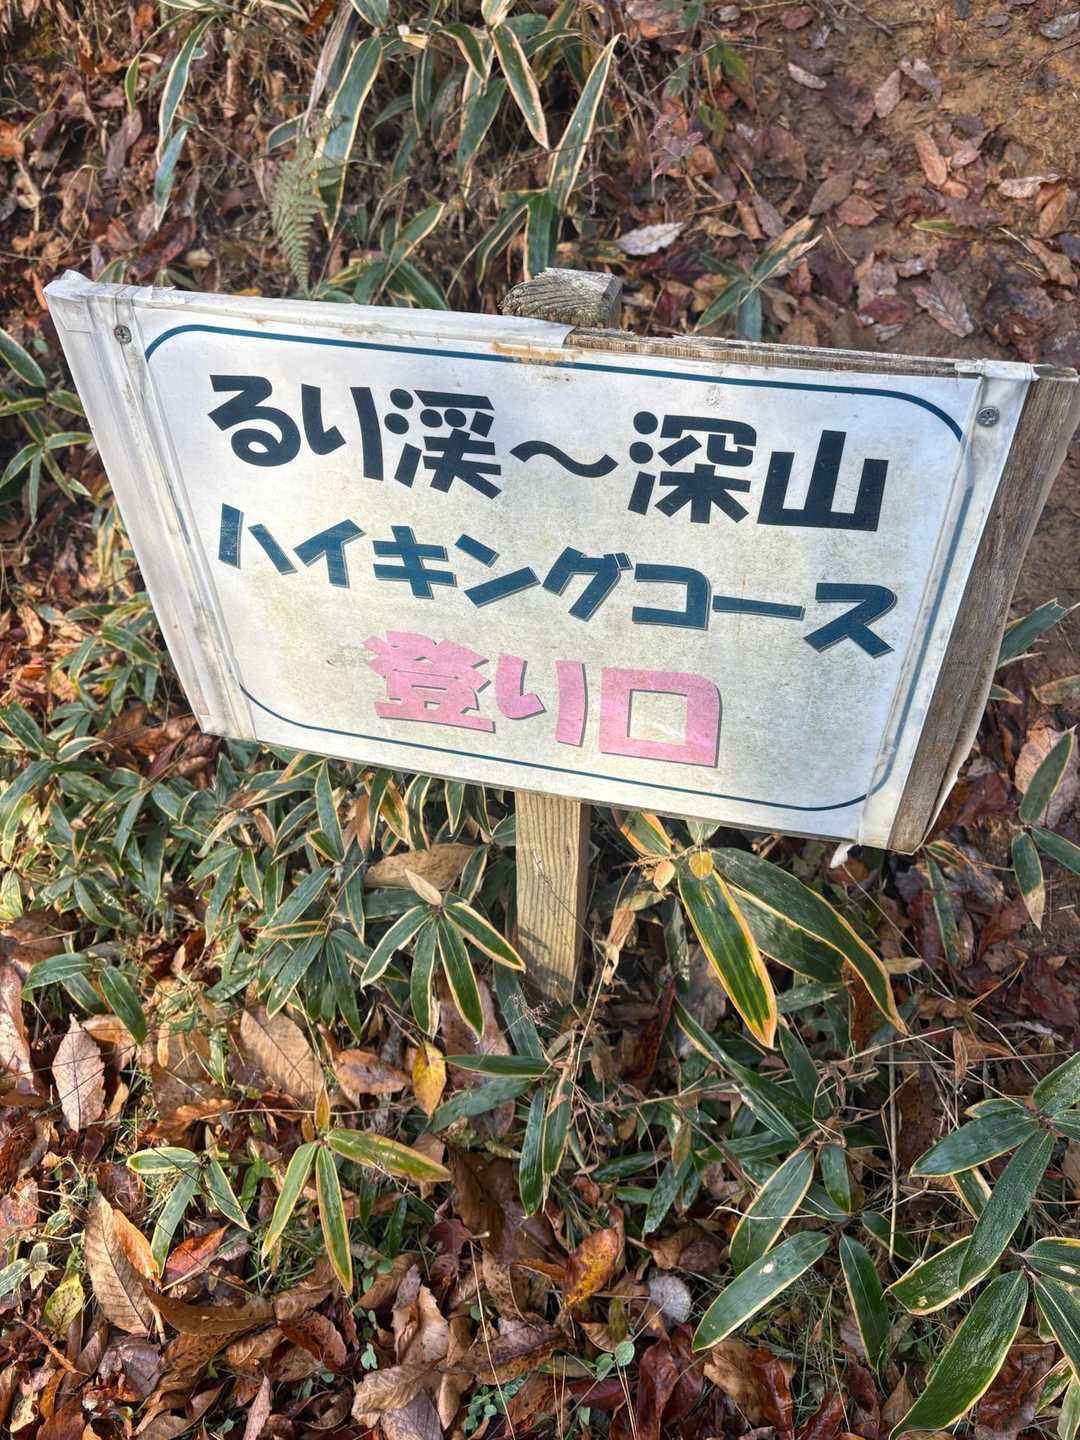 るり渓〜深山
ハイキングコース
登り口